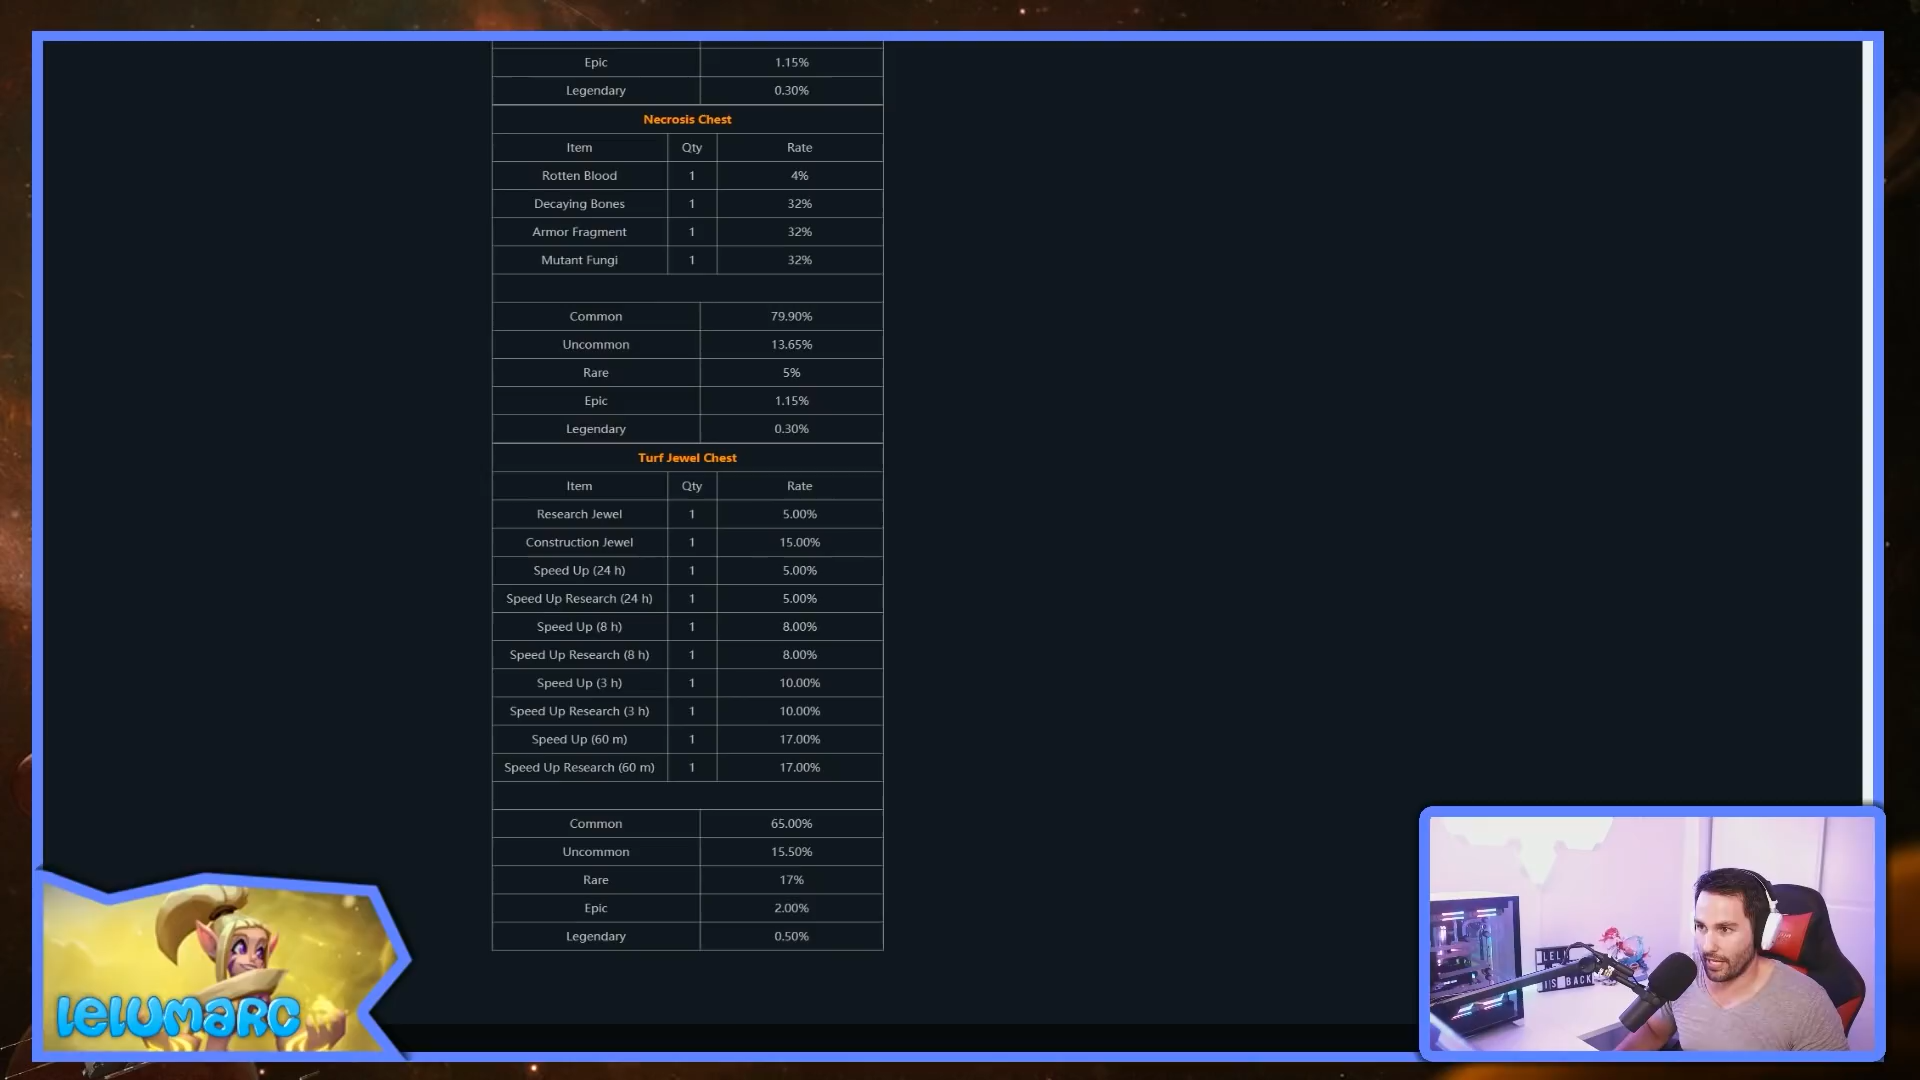 Epic 1.15%
Legendary 0.30%
Necrosis Chest
Item Qty Rate
Rotten Blood 1 4%
Decaying Bones 1 32%
Armor Fragment 1 32%
Mutant Fungi 1 32%
Common 79.90%
Uncommon 13.65%
Rare 5%
Epic 1.15%
Legendary 0.30%
Turf Jewel Chest
Item Qty Rate
Research Jewel 1 5.00%
Construction Jewel 1 15.00%
Speed Up (24 h) 1 5.00%
Speed Up Research (24 h) 1 5.00%
Speed Up (8 h) 1 8.00%
Speed Up Research (8 h) 1 8.00%
Speed Up (3 h) 1 10.00%
Speed Up Research (3 h) 1 10.00%
Speed Up (60 m) 1 17.00%
Speed Up Research (60 m) 1 17.00%
Common 65.00%
Uncommon 15.50%
Rare 17%
Epic 2.00%
Legendary 0.50%
LELUMARC
LEL
IS BACK